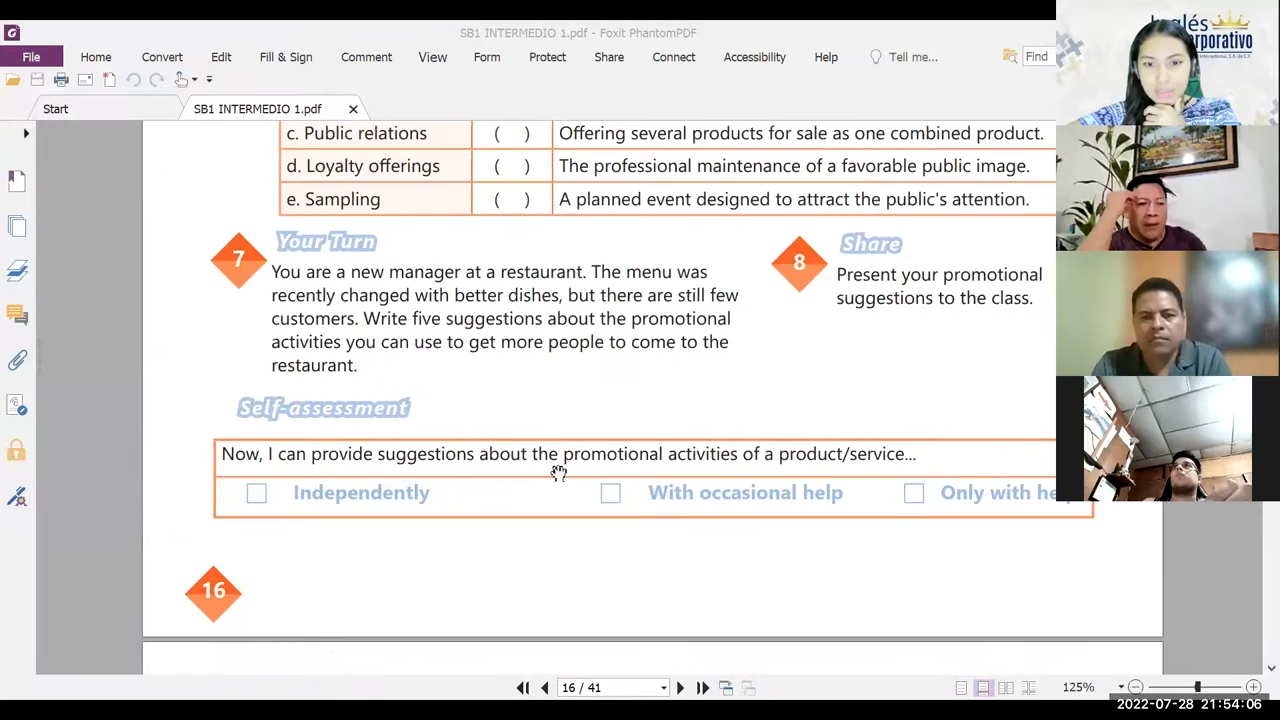 SB1 INTERMEDIO 1.pdf - Foxit PhantomPDF
File Home Convert Edit Fill & Sign Comment View Form Protect Share Connect Accessibility Help Tell me... Find
Start SB1 INTERMEDIO 1.pdf
c. Public relations ( ) Offering several products for sale as one combined product.
d. Loyalty offerings ( ) The professional maintenance of a favorable public image.
e. Sampling ( ) A planned event designed to attract the public's attention.
7 Your Turn
You are a new manager at a restaurant. The menu was
recently changed with better dishes, but there are still few
customers. Write five suggestions about the promotional
activities you can use to get more people to come to the
restaurant.
8 Share
Present your promotional
suggestions to the class.
Self-assessment
Now, I can provide suggestions about the promotional activities of a product/service...
Independently With occasional help Only with he
16
16 / 41
125%
2022-07-28 21:54:06